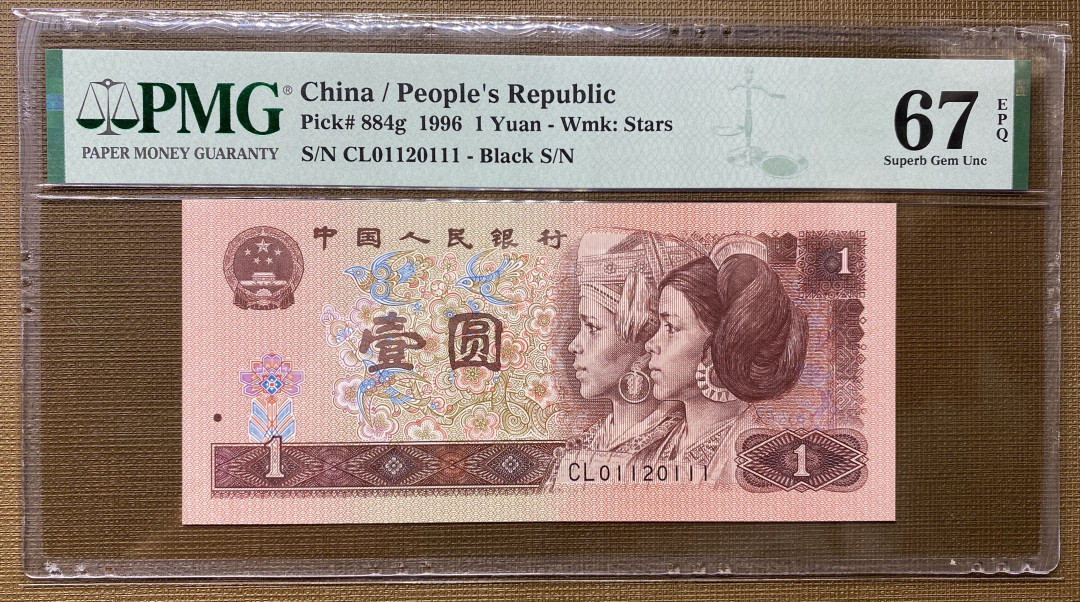 PMG®
PAPER MONEY GUARANTY
China / People's Republic
Pick# 884g 1996 1 Yuan - Wmk: Stars
S/N CL01120111 - Black S/N
67
EPQ
Superb Gem Unc
中国人民银行
1
壹圆
1
CL01120111
1